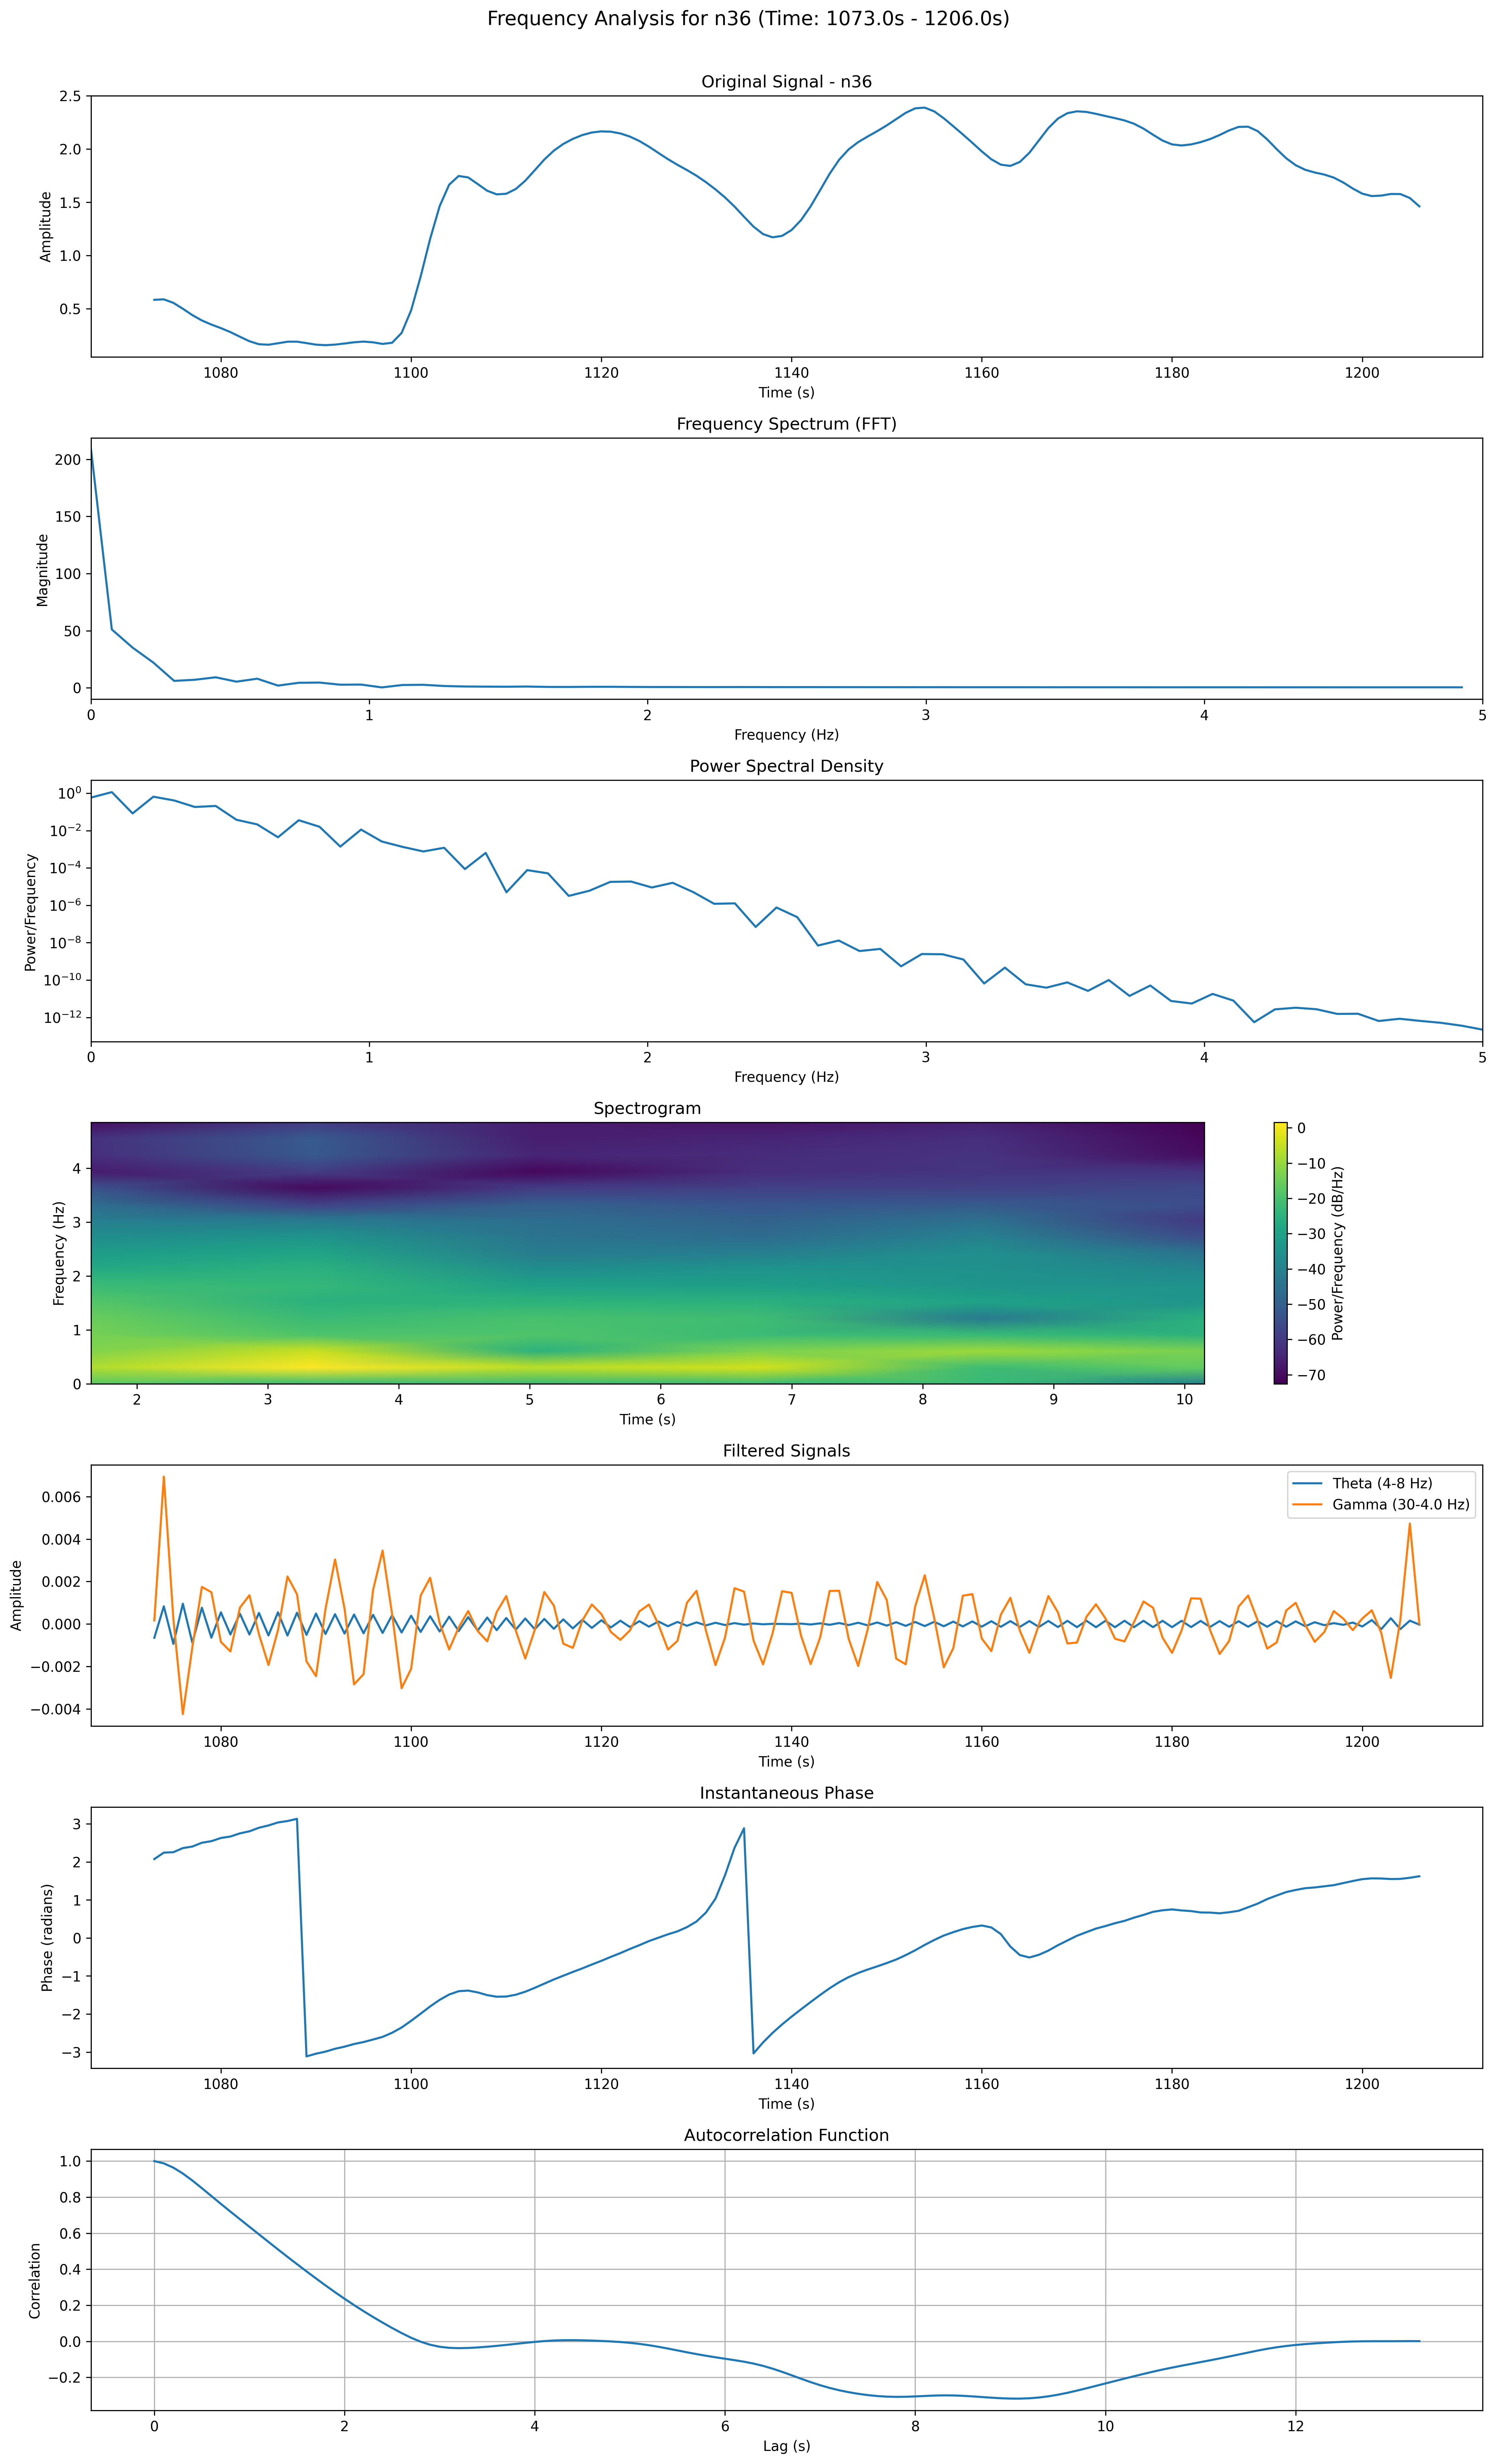 Frequency Analysis for n36 (Time: 1073.0s - 1206.0s)
Original Signal - n36
2.5
2.0
1.5
1.0
0.5
Amplitude
1080 1100 1120 1140 1160 1180 1200
Time (s)
Frequency Spectrum (FFT)
200
150
100
50
0
Magnitude
0 1 2 3 4 5
Frequency (Hz)
Power Spectral Density
10⁰
10⁻²
10⁻⁴
10⁻⁶
10⁻⁸
10⁻¹⁰
10⁻¹²
Power/Frequency
0 1 2 3 4 5
Frequency (Hz)
Spectrogram
4
3
2
1
0
Frequency (Hz)
2 3 4 5 6 7 8 9 10
Time (s)
0
−10
−20
−30
−40
−50
−60
−70
Power/Frequency (dB/Hz)
Filtered Signals
0.006
0.004
0.002
0.000
−0.002
−0.004
Amplitude
Theta (4-8 Hz)
Gamma (30-4.0 Hz)
1080 1100 1120 1140 1160 1180 1200
Time (s)
Instantaneous Phase
3
2
1
0
−1
−2
−3
Phase (radians)
1080 1100 1120 1140 1160 1180 1200
Time (s)
Autocorrelation Function
1.0
0.8
0.6
0.4
0.2
0.0
−0.2
Correlation
0 2 4 6 8 10 12
Lag (s)